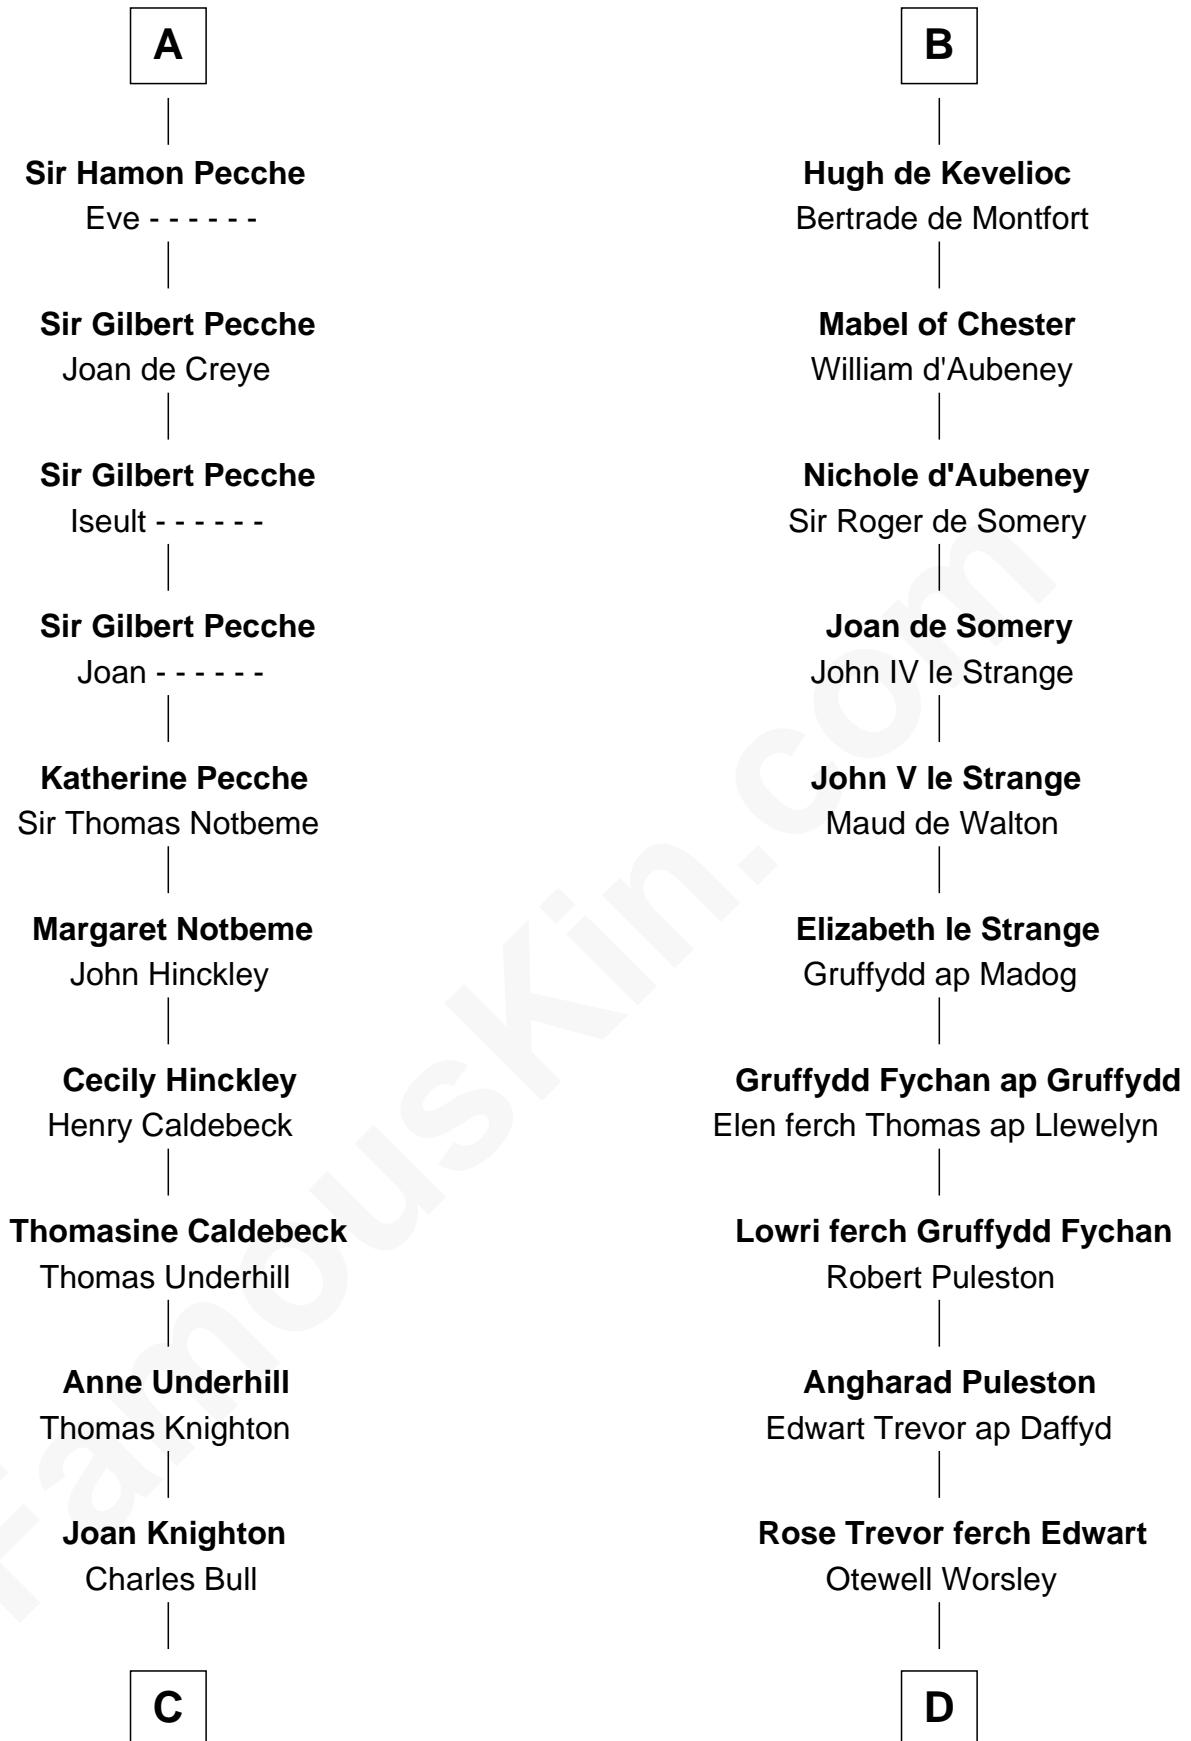 A
Sir Hamon Pecche
Eve - - - - - -
Sir Gilbert Pecche
Joan de Creye
Sir Gilbert Pecche
Iseult - - - - - -
Sir Gilbert Pecche
Joan - - - - - -
Katherine Pecche
Sir Thomas Notbeme
Margaret Notbeme
John Hinckley
Cecily Hinckley
Henry Caldebeck
Thomasine Caldebeck
Thomas Underhill
Anne Underhill
Thomas Knighton
Joan Knighton
Charles Bull
C
B
Hugh de Kevelioc
Bertrade de Montfort
Mabel of Chester
William d'Aubeney
Nichole d'Aubeney
Sir Roger de Somery
Joan de Somery
John IV le Strange
John V le Strange
Maud de Walton
Elizabeth le Strange
Gruffydd ap Madog
Gruffydd Fychan ap Gruffydd
Elen ferch Thomas ap Llewelyn
Lowri ferch Gruffydd Fychan
Robert Puleston
Angharad Puleston
Edwart Trevor ap Daffyd
Rose Trevor ferch Edwart
Otewell Worsley
D
FamousKin.com